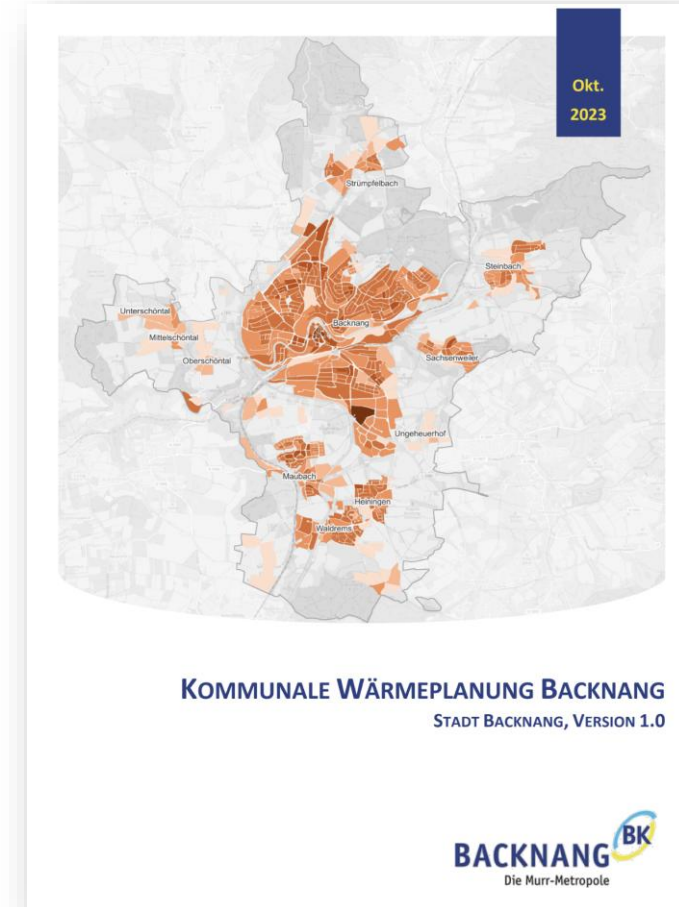 Okt.
2023
Strümpfelbach
Steinbach
Unterschöntal
Backnang
Mittelschöntal
Oberschöntal
Sachsenweiler
Ungeheuerhof
Maubach
Heiningen
Waldrems
KOMMUNALE WÄRMEPLANUNG BACKNANG
STADT BACKNANG, VERSION 1.0
BK
BACKNANG
Die Murr-Metropole